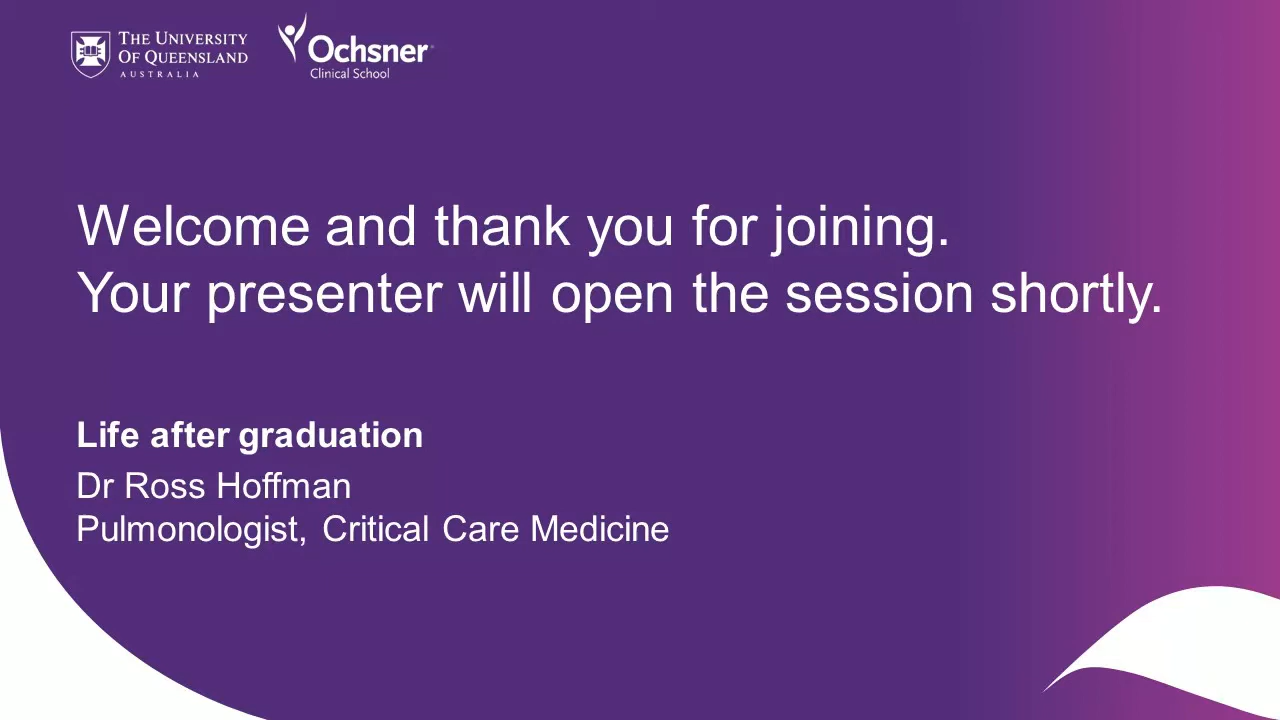 THE UNIVERSITY
OF QUEENSLAND
AUSTRALIA
Ochsner
Clinical School
Welcome and thank you for joining.
Your presenter will open the session shortly.
Life after graduation
Dr Ross Hoffman
Pulmonologist, Critical Care Medicine